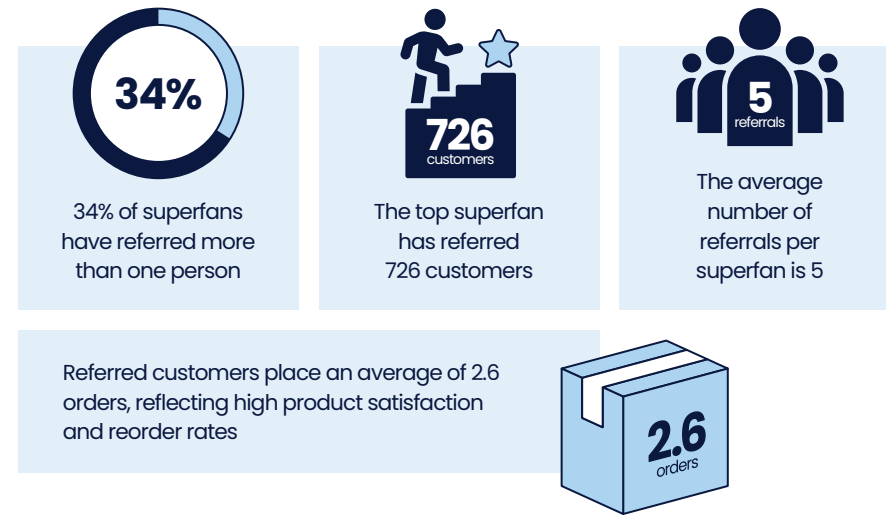 34%
34% of superfans
have referred more
than one person
726
customers
The top superfan
has referred
726 customers
5
referrals
The average
number of
referrals per
superfan is 5
Referred customers place an average of 2.6
orders, reflecting high product satisfaction
and reorder rates
2.6
orders